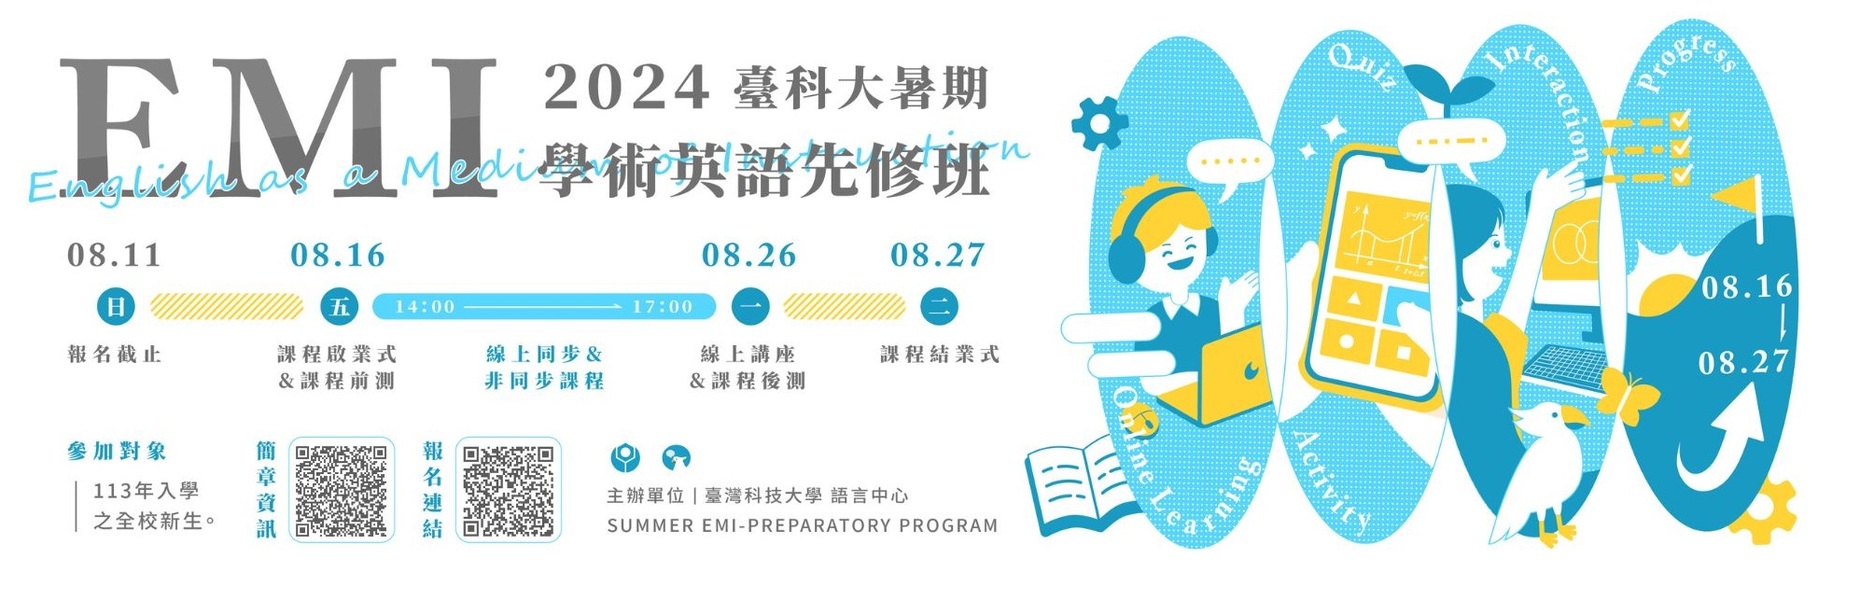 EMI
English as a Medium of Instruction
2024 臺科大暑期
學術英語先修班
08.11
日
報名截止
08.16
五
課程啟業式
&課程前測
14:00
17:00
線上同步&
非同步課程
08.26
一
線上講座
&課程後測
08.27
二
課程結業式
參加對象
113年入學
之全校新生。
簡章資訊
報名連結
主辦單位 | 臺灣科技大學 語言中心
SUMMER EMI-PREPARATORY PROGRAM
Online Learning
Quiz
Activity
Interaction
Progress
08.16
08.27